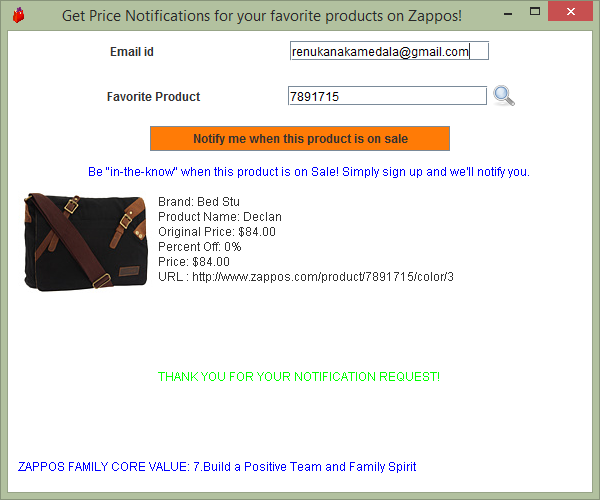 Get Price Notifications for your favorite products on Zappos!
Email id
renukanakamedala@gmail.com
Favorite Product
7891715
Notify me when this product is on sale
Be "in-the-know" when this product is on Sale! Simply sign up and we'll notify you.
Brand: Bed Stu
Product Name: Declan
Original Price: $84.00
Percent Off: 0%
Price: $84.00
URL : http://www.zappos.com/product/7891715/color/3
THANK YOU FOR YOUR NOTIFICATION REQUEST!
ZAPPOS FAMILY CORE VALUE: 7.Build a Positive Team and Family Spirit